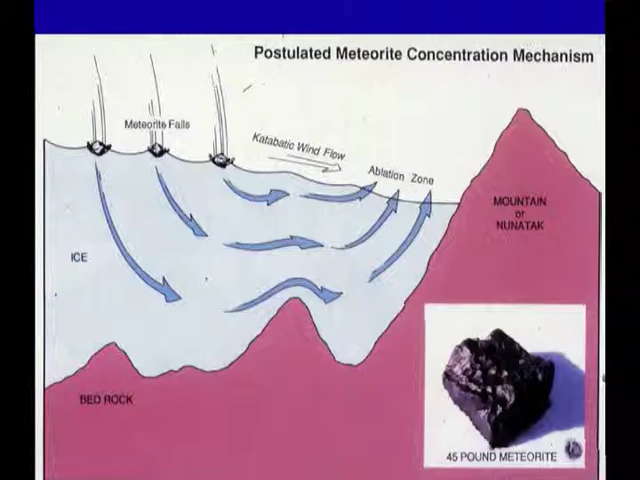 Postulated Meteorite Concentration Mechanism
Meteorite Falls
Katabatic Wind Flow
Ablation Zone
MOUNTAIN
or
NUNATAK
ICE
BED ROCK
45 POUND METEORITE